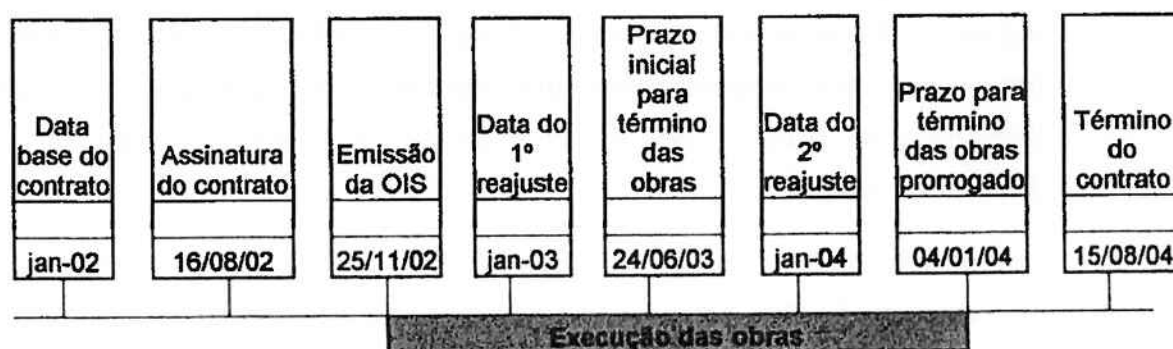 Data
base do
contrato
jan-02
Assinatura
do contrato
16/08/02
Emissão
da OIS
25/11/02
Data do
1º
reajuste
jan-03
Prazo
inicial
para
término
das
obras
24/06/03
Data do
2º
reajuste
jan-04
Prazo para
término
das obras
prorrogado
04/01/04
Término
do
contrato
15/08/04
Execução das obras